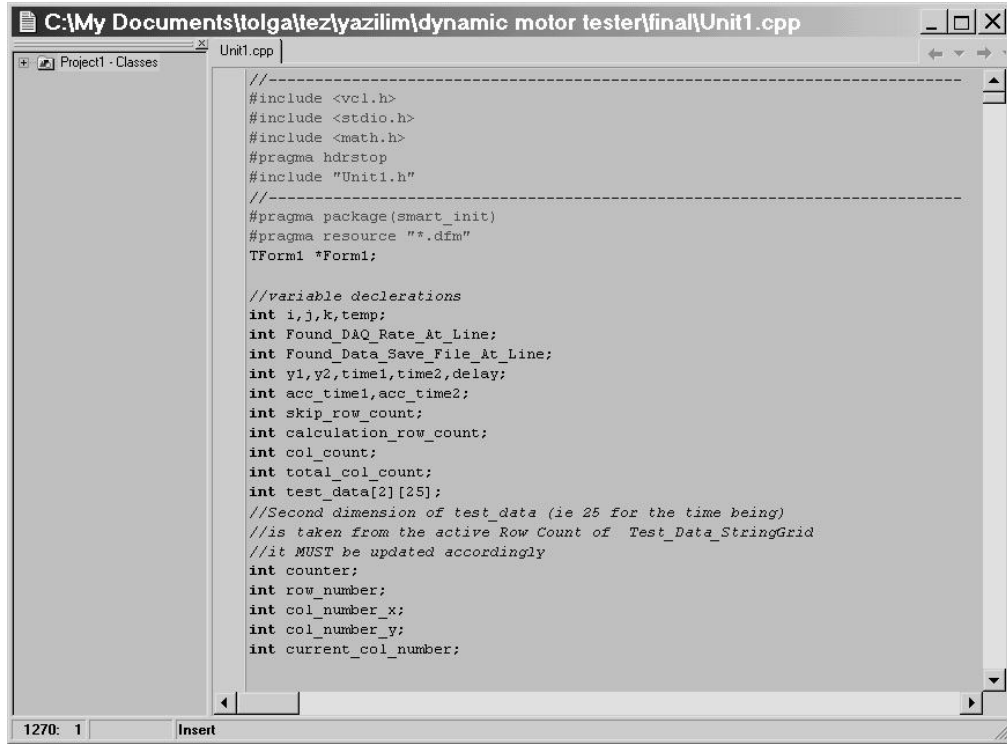 C:\My Documents\tolga\tez\yazilim\dynamic motor tester\final\Unit1.cpp
Project1 - Classes
Unit1.cpp
//---------------------------------------------------------------------------
#include <vcl.h>
#include <stdio.h>
#include <math.h>
#pragma hdrstop
#include "Unit1.h"
//---------------------------------------------------------------------------
#pragma package(smart_init)
#pragma resource "*.dfm"
TForm1 *Form1;
//variable declerations
int i,j,k,temp;
int Found_DAQ_Rate_At_Line;
int Found_Data_Save_File_At_Line;
int y1,y2,time1,time2,delay;
int acc_time1,acc_time2;
int skip_row_count;
int calculation_row_count;
int col_count;
int total_col_count;
int test_data[2][25];
//Second dimension of test_data (ie 25 for the time being)
//is taken from the active Row Count of  Test_Data_StringGrid
//it MUST be updated accordingly
int counter;
int row_number;
int col_number_x;
int col_number_y;
int current_col_number;
1270: 1
Insert